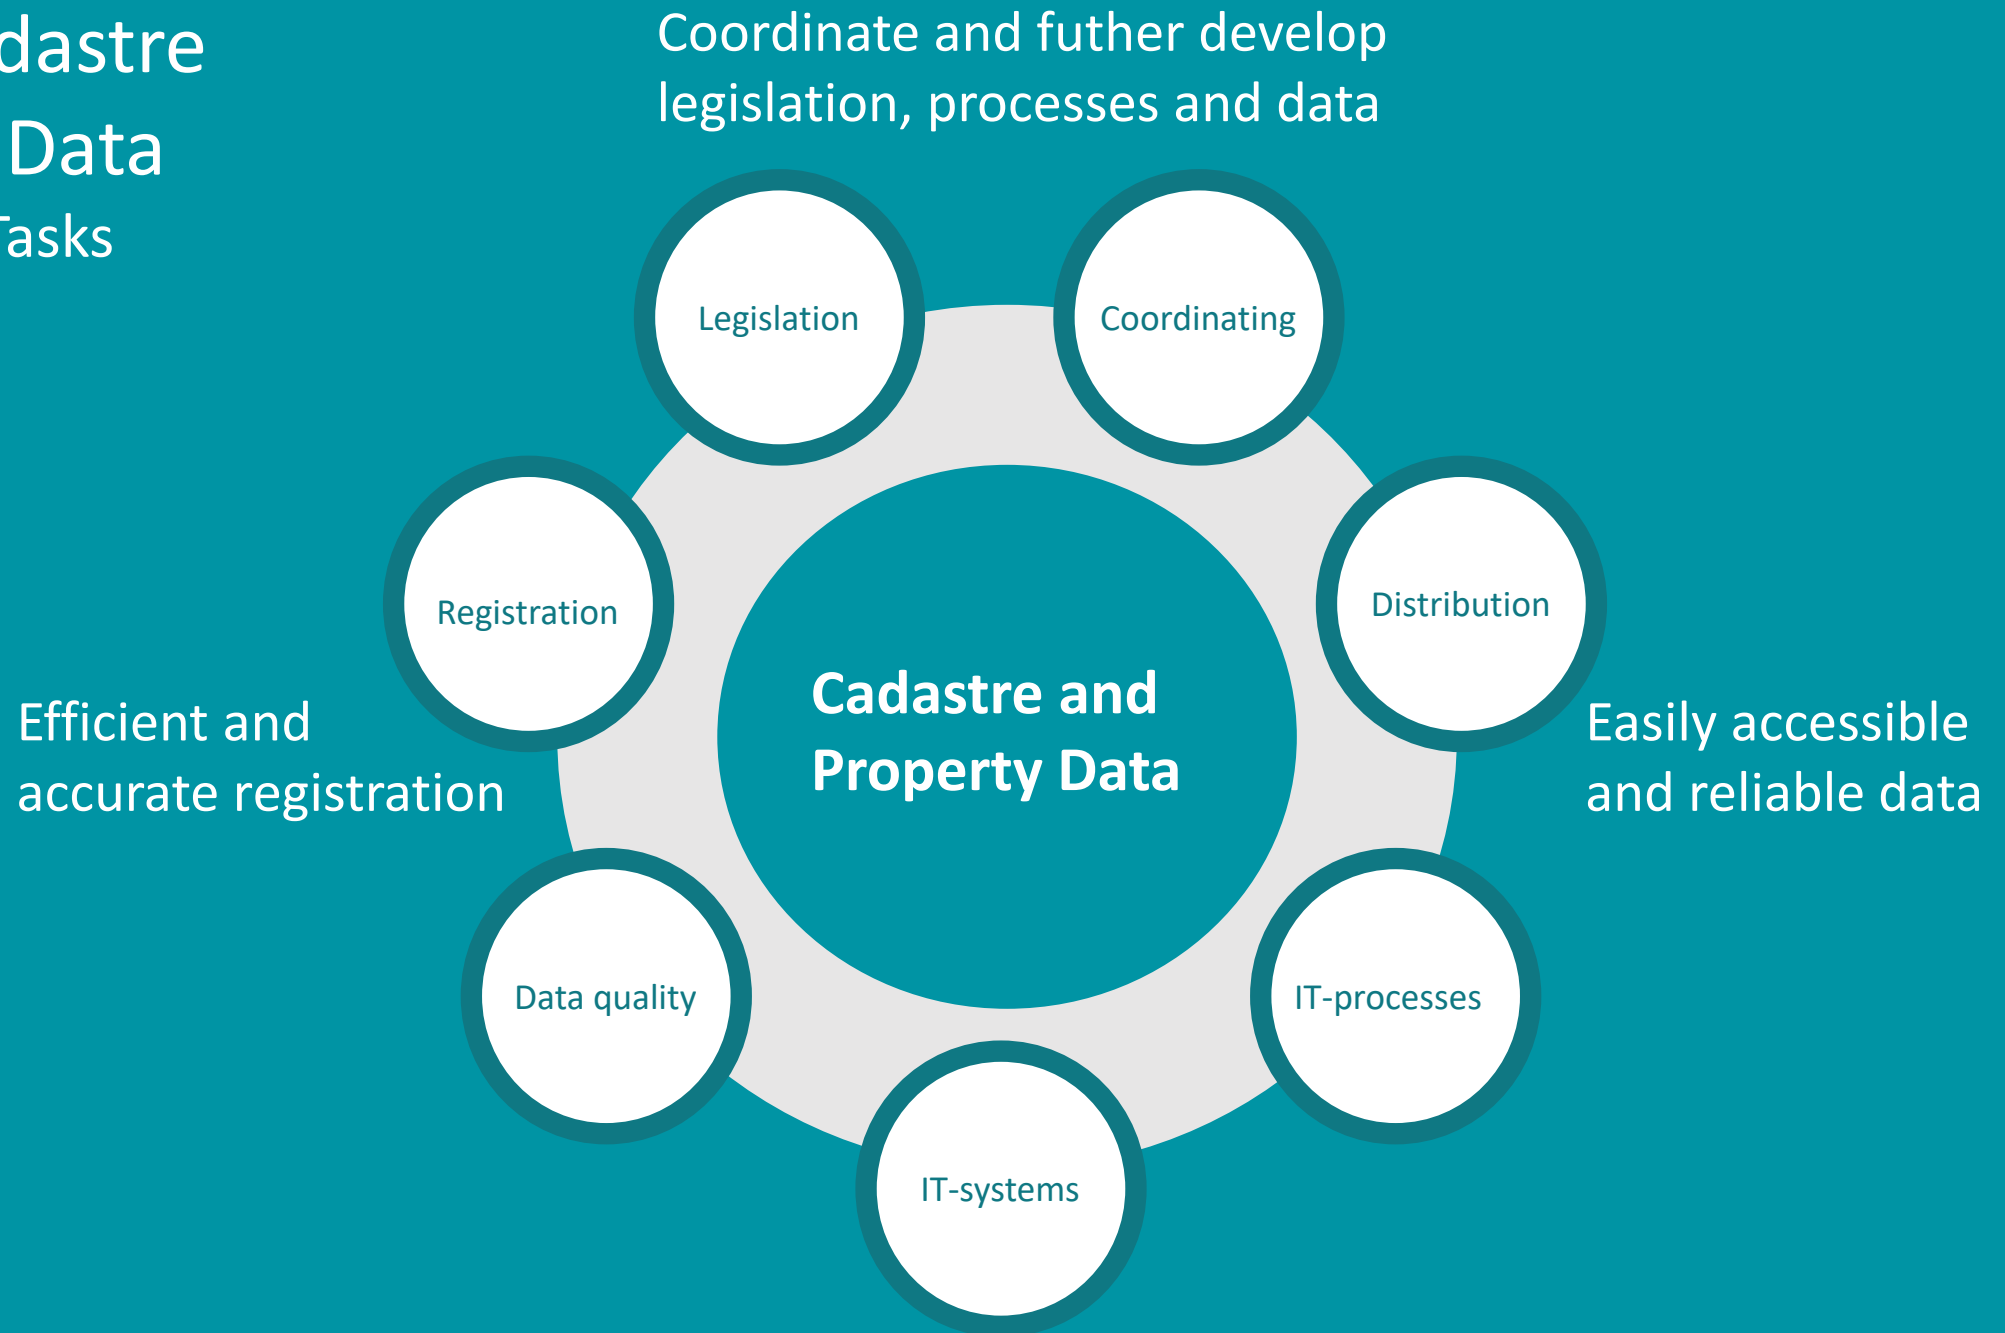 dastre
Data
Tasks
Coordinate and futher develop
legislation, processes and data
Legislation
Coordinating
Registration
Distribution
Cadastre and
Property Data
Efficient and
accurate registration
Easily accessible
and reliable data
Data quality
IT-processes
IT-systems